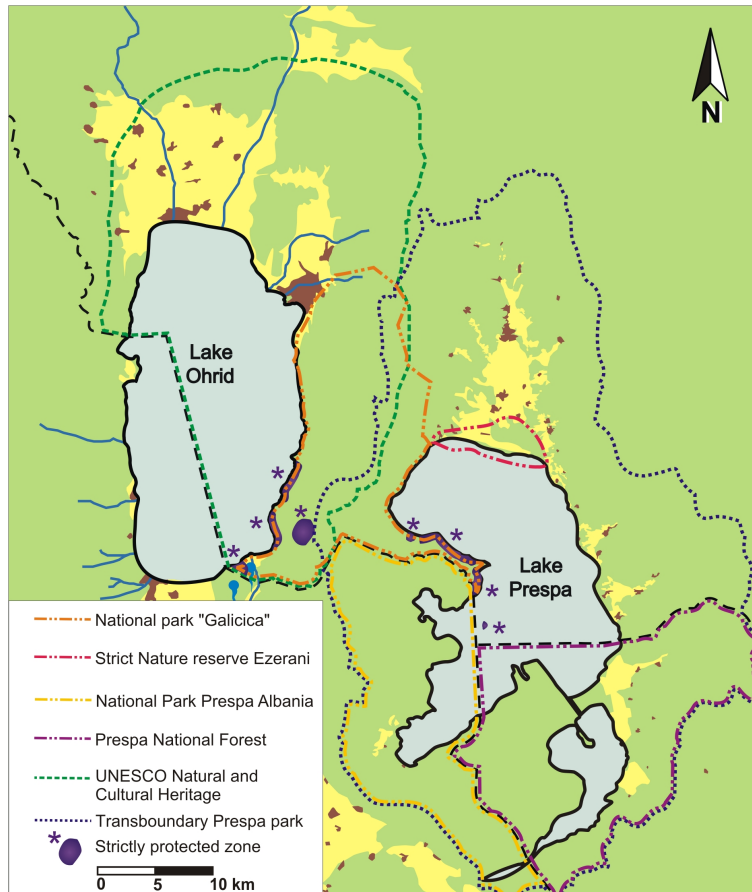 N
Lake
Ohrid
Lake
Prespa
National park "Galicica"
Strict Nature reserve Ezerani
National Park Prespa Albania
Prespa National Forest
UNESCO Natural and
Cultural Heritage
Transboundary Prespa park
Strictly protected zone
0 5 10 km